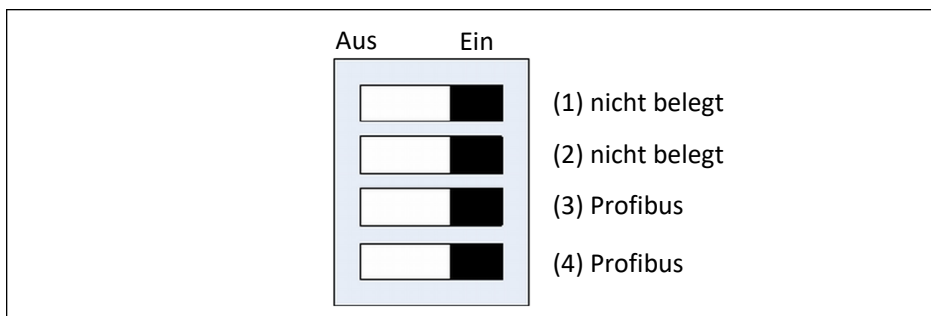 Aus Ein
(1) nicht belegt
(2) nicht belegt
(3) Profibus
(4) Profibus